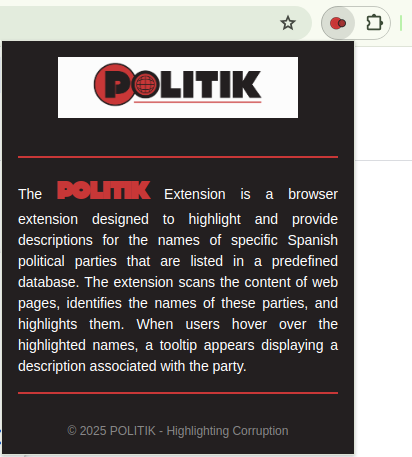 POLITIK
The POLITIK Extension is a browser
extension designed to highlight and provide
descriptions for the names of specific Spanish
political parties that are listed in a predefined
database. The extension scans the content of web
pages, identifies the names of these parties, and
highlights them. When users hover over the
highlighted names, a tooltip appears displaying a
description associated with the party.
© 2025 POLITIK - Highlighting Corruption